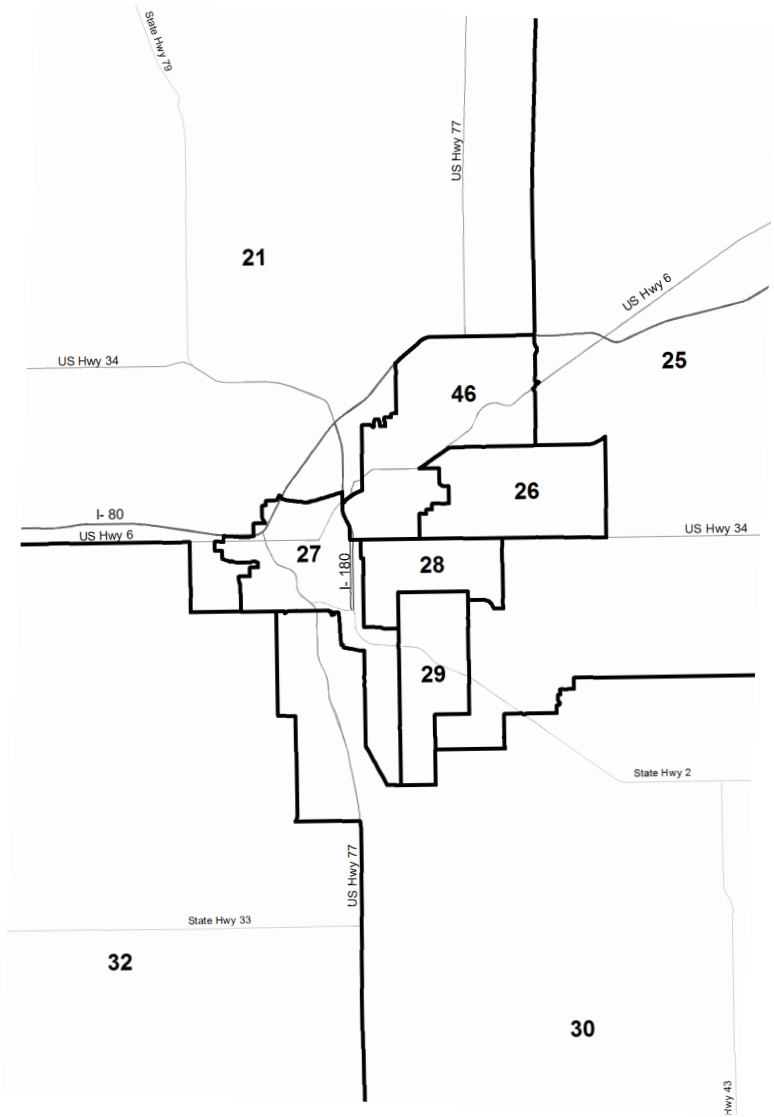 State Hwy 79
US Hwy 77
21
US Hwy 6
US Hwy 34
25
46
26
I- 80
US Hwy 6
US Hwy 34
27
28
I- 180
29
State Hwy 2
US Hwy 77
State Hwy 33
32
30
Hwy 43